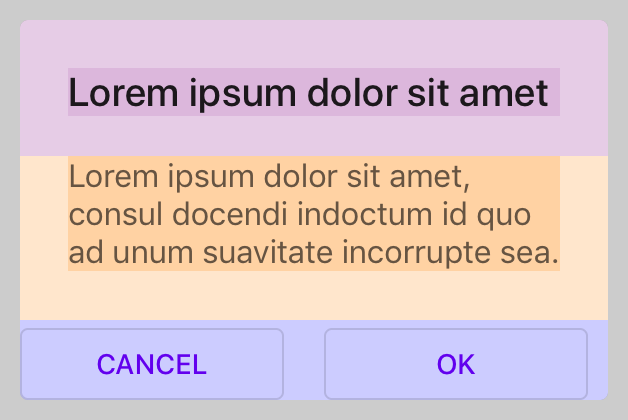 Lorem ipsum dolor sit amet
Lorem ipsum dolor sit amet,
consul docendi indoctum id quo
ad unum suavitate incorrupte sea.
CANCEL OK